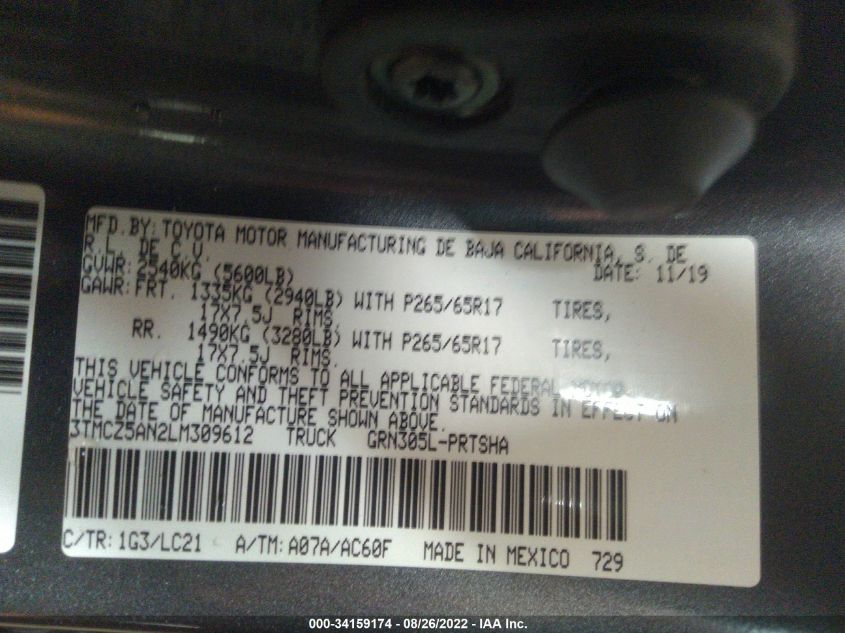 MFD.BY: TOYOTA MOTOR MANUFACTURING DE BAJA CALIFORNIA, S. DE
R.L. DE C.V. DATE: 11/19
GVWR: 2540KG (5600LB)
GAWR: FRT. 1335KG (2940LB) WITH P265/65R17 TIRES,
17X7.5J RIMS,
RR. 1490KG (3280LB) WITH P265/65R17 TIRES,
17X7.5J RIMS.
THIS VEHICLE CONFORMS TO ALL APPLICABLE FEDERAL MOTOR
VEHICLE SAFETY AND THEFT PREVENTION STANDARDS IN EFFECT ON
THE DATE OF MANUFACTURE SHOWN ABOVE.
3TMCZ5AN2LM309612 TRUCK GRN305L-PRTSHA
C/TR: 1G3/LC21 A/TM: A07A/AC60F MADE IN MEXICO 729
000-34159174 - 08/26/2022 - IAA Inc.